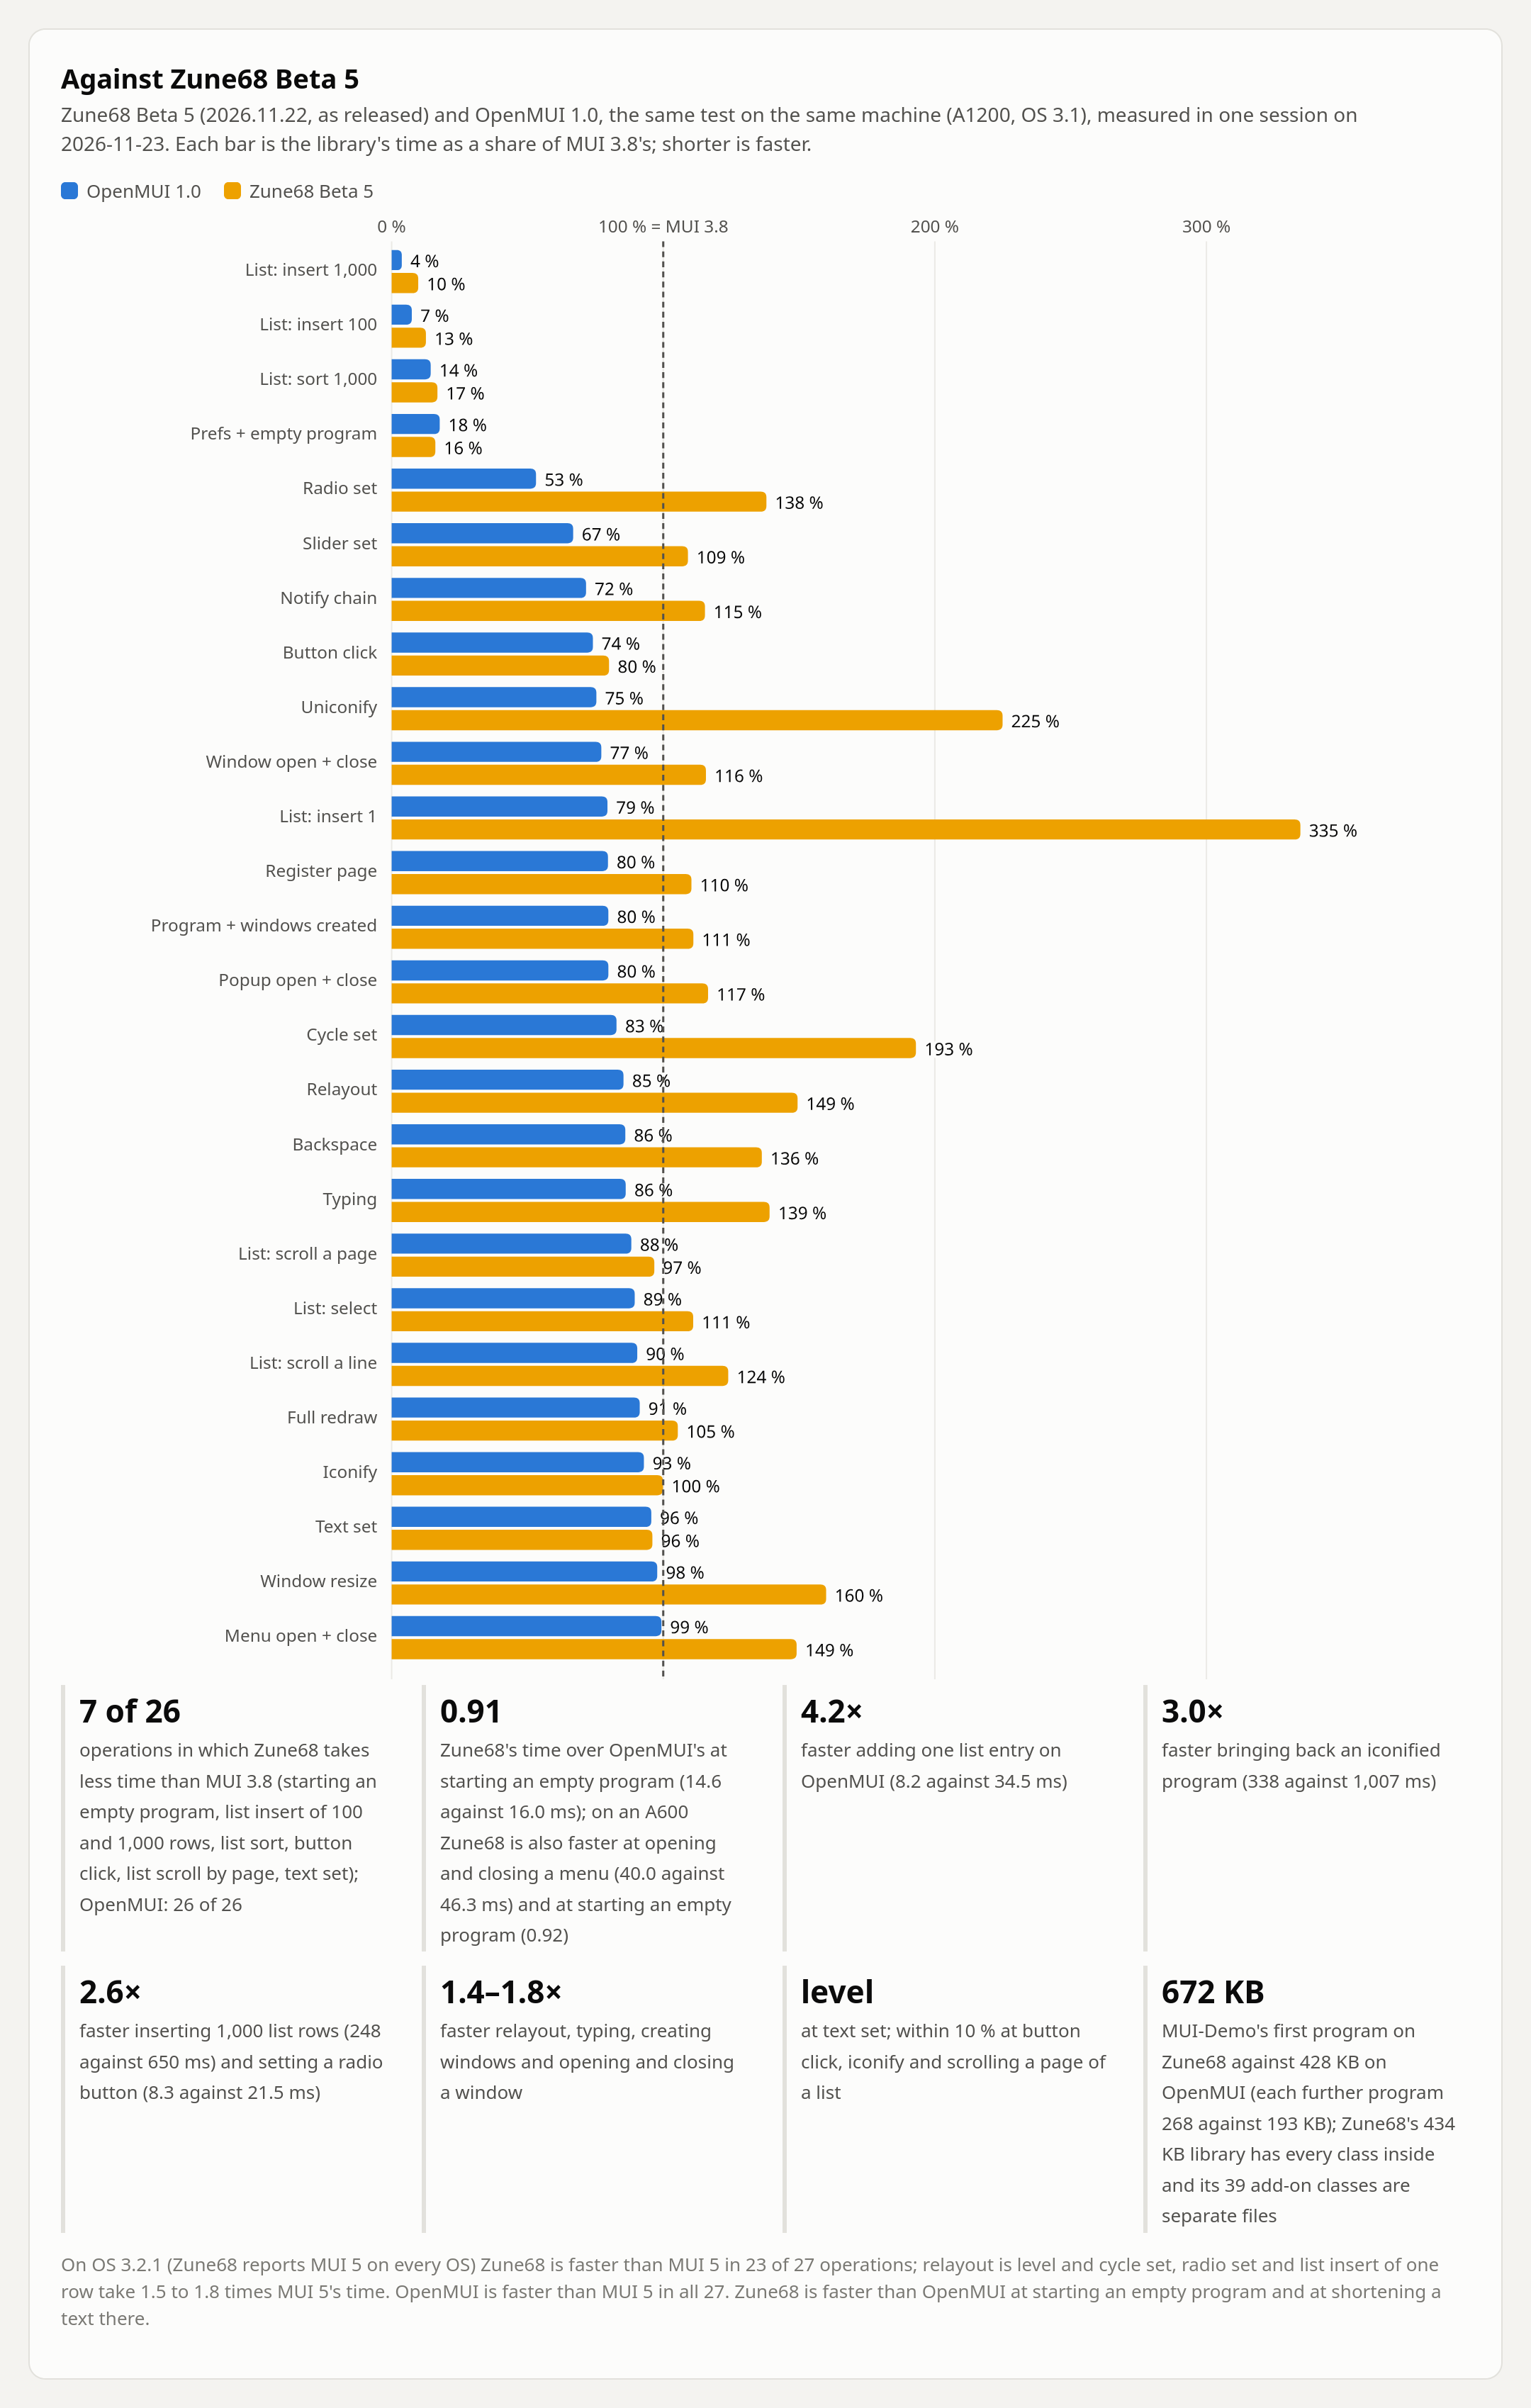 Against Zune68 Beta 5
Zune68 Beta 5 (2026.11.22, as released) and OpenMUI 1.0, the same test on the same machine (A1200, OS 3.1), measured in one session on
2026-11-23. Each bar is the library's time as a share of MUI 3.8's; shorter is faster.
OpenMUI 1.0
Zune68 Beta 5
0 %
100 % = MUI 3.8
200 %
300 %
List: insert 1,000
4 %
10 %
List: insert 100
7 %
13 %
List: sort 1,000
14 %
17 %
Prefs + empty program
18 %
16 %
Radio set
53 %
138 %
Slider set
67 %
109 %
Notify chain
72 %
115 %
Button click
74 %
80 %
Uniconify
75 %
225 %
Window open + close
77 %
116 %
List: insert 1
79 %
335 %
Register page
80 %
110 %
Program + windows created
80 %
111 %
Popup open + close
80 %
117 %
Cycle set
83 %
193 %
Relayout
85 %
149 %
Backspace
86 %
136 %
Typing
86 %
139 %
List: scroll a page
88 %
97 %
List: select
89 %
111 %
List: scroll a line
90 %
124 %
Full redraw
91 %
105 %
Iconify
93 %
100 %
Text set
96 %
96 %
Window resize
98 %
160 %
Menu open + close
99 %
149 %
7 of 26
operations in which Zune68 takes
less time than MUI 3.8 (starting an
empty program, list insert of 100
and 1,000 rows, list sort, button
click, list scroll by page, text set);
OpenMUI: 26 of 26
0.91
Zune68's time over OpenMUI's at
starting an empty program (14.6
against 16.0 ms); on an A600
Zune68 is also faster at opening
and closing a menu (40.0 against
46.3 ms) and at starting an empty
program (0.92)
4.2×
faster adding one list entry on
OpenMUI (8.2 against 34.5 ms)
3.0×
faster bringing back an iconified
program (338 against 1,007 ms)
2.6×
faster inserting 1,000 list rows (248
against 650 ms) and setting a radio
button (8.3 against 21.5 ms)
1.4–1.8×
faster relayout, typing, creating
windows and opening and closing
a window
level
at text set; within 10 % at button
click, iconify and scrolling a page of
a list
672 KB
MUI-Demo's first program on
Zune68 against 428 KB on
OpenMUI (each further program
268 against 193 KB); Zune68's 434
KB library has every class inside
and its 39 add-on classes are
separate files
On OS 3.2.1 (Zune68 reports MUI 5 on every OS) Zune68 is faster than MUI 5 in 23 of 27 operations; relayout is level and cycle set, radio set and list insert of one
row take 1.5 to 1.8 times MUI 5's time. OpenMUI is faster than MUI 5 in all 27. Zune68 is faster than OpenMUI at starting an empty program and at shortening a
text there.